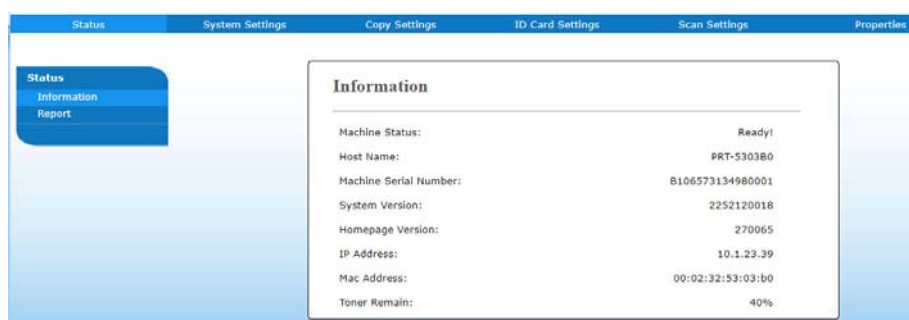 Status System Settings Copy Settings ID Card Settings Scan Settings Properties
Status
Information
Report
Information
Machine Status: Ready!
Host Name: PRT-5303B0
Machine Serial Number: B106573134980001
System Version: 2252120018
Homepage Version: 270065
IP Address: 10.1.23.39
Mac Address: 00:02:32:53:03:b0
Toner Remain: 40%